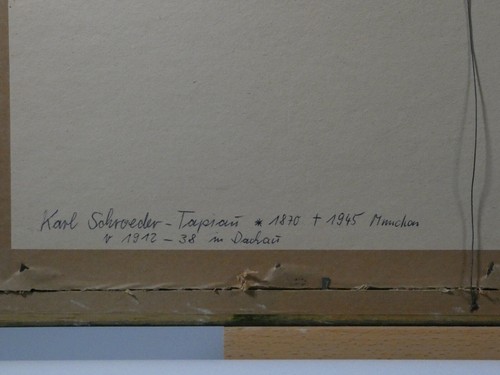 Karl Schroeder-Tapiau * 1870 + 1945 München
v 1912 - 38 in Dachau